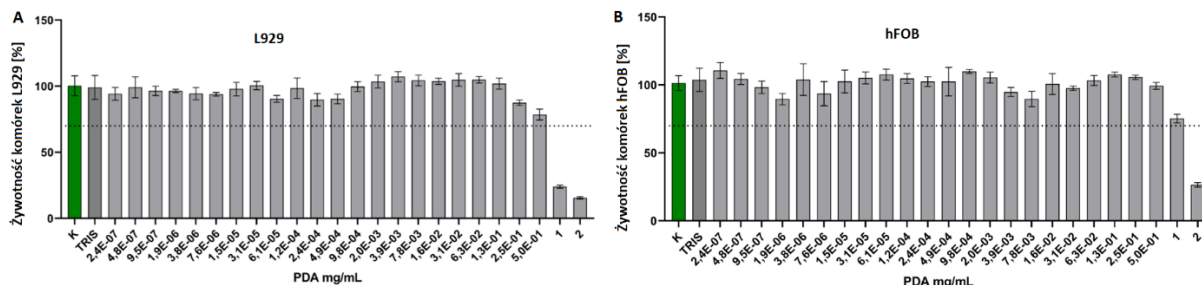 A
L929
Żywotność komórek L929 [%]
150
100
50
0
K TRIS 2,4E-07 4,8E-07 9,5E-07 1,9E-06 3,8E-06 7,6E-06 1,5E-05 3,1E-05 6,1E-05 1,2E-04 2,4E-04 4,9E-04 9,8E-04 2,0E-03 3,9E-03 7,8E-03 1,6E-02 3,1E-02 6,3E-02 1,3E-01 2,5E-01 5,0E-01 1 2
PDA mg/mL
B
hFOB
Żywotność komórek hFOB [%]
150
100
50
0
K TRIS 2,4E-07 4,8E-07 9,5E-07 1,9E-06 3,8E-06 7,6E-06 1,5E-05 3,1E-05 6,1E-05 1,2E-04 2,4E-04 4,9E-04 9,8E-04 2,0E-03 3,9E-03 7,8E-03 1,6E-02 3,1E-02 6,3E-02 1,3E-01 2,5E-01 5,0E-01 1 2
PDA mg/mL